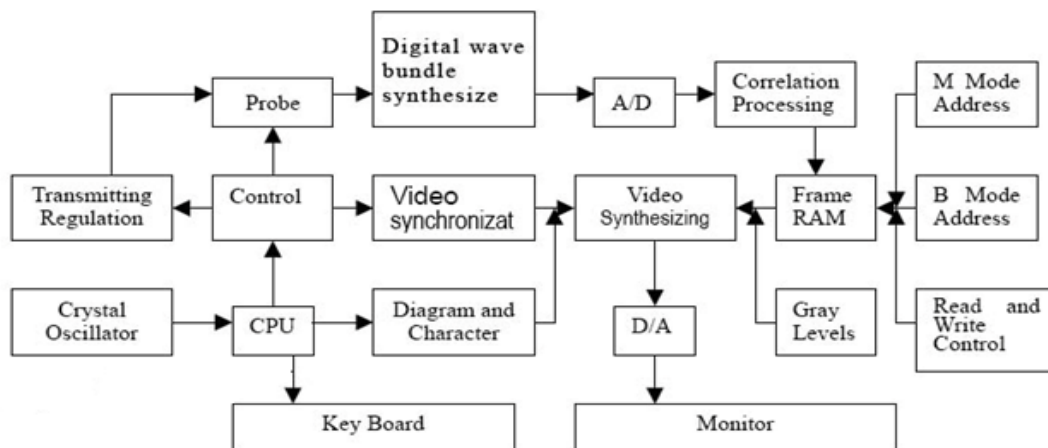 Digital wave
bundle
synthesize
Probe
A/D
Correlation
Processing
M Mode
Address
Transmitting
Regulation
Control
Video
synchronizat
Video
Synthesizing
Frame
RAM
B Mode
Address
Crystal
Oscillator
CPU
Diagram and
Character
D/A
Gray
Levels
Read and
Write
Control
Key Board
Monitor